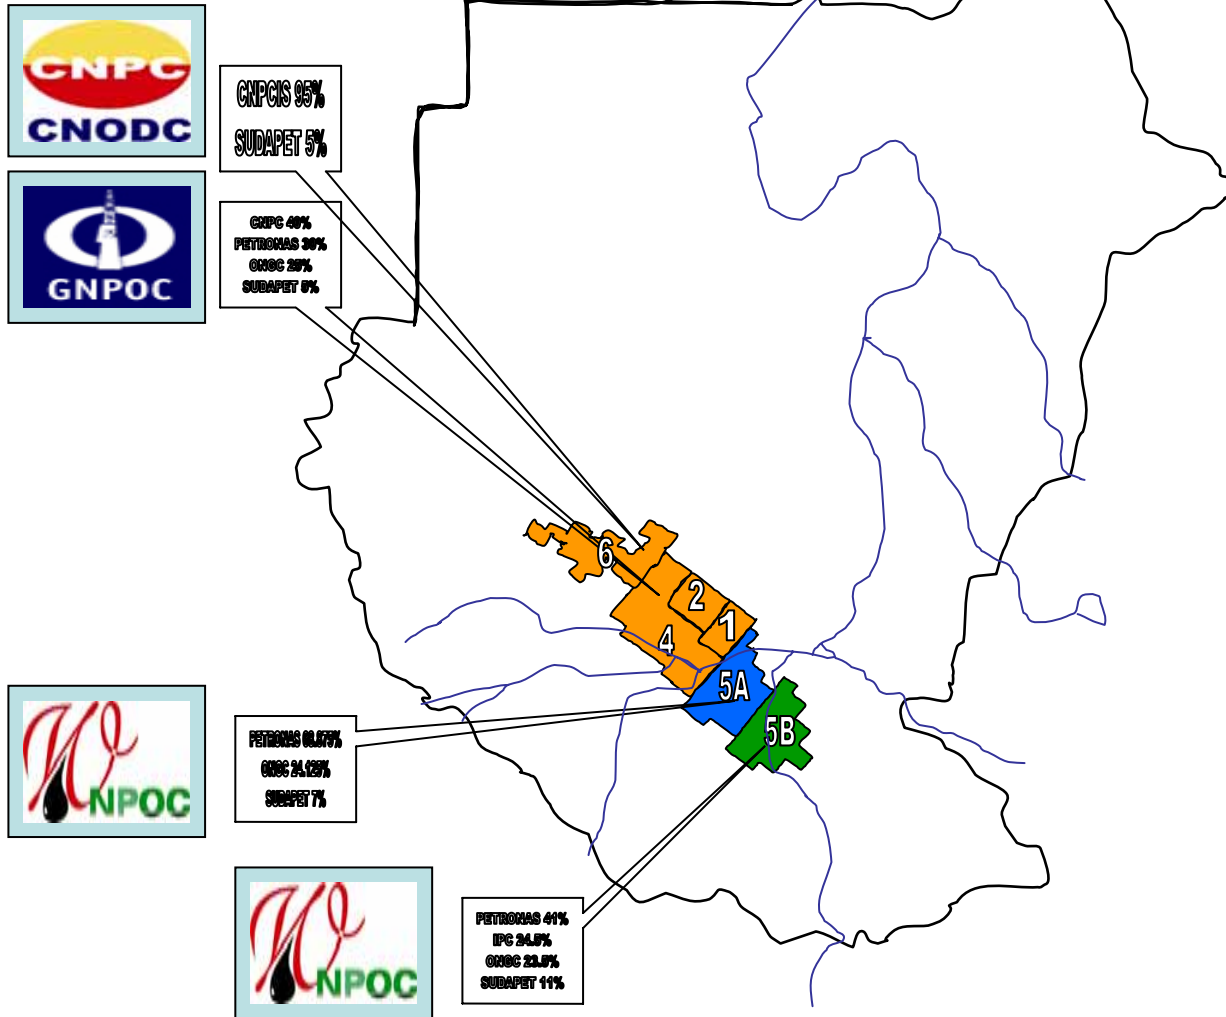 CNPC
CNODC
CNPCIS 95%
SUDAPET 5%
GNPOC
CNPC 40%
PETRONAS 30%
ONGC 25%
SUDAPET 5%
6
2
1
4
5A
5B
WNPOC
PETRONAS 68.875%
ONGC 24.125%
SUDAPET 7%
WNPOC
PETRONAS 41%
IPC 24.5%
ONGC 23.5%
SUDAPET 11%